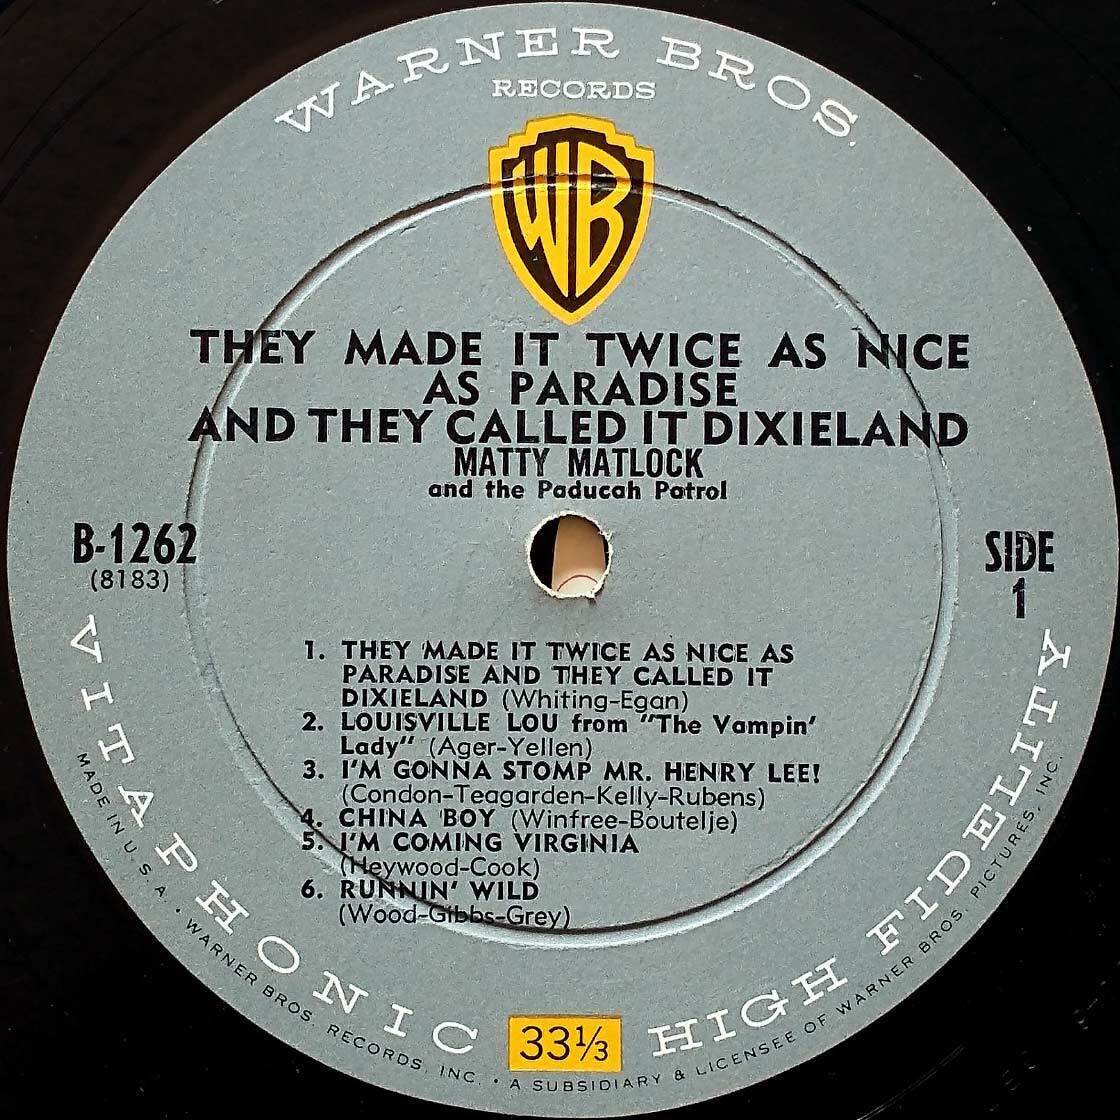 WARNER BROS.
RECORDS
WB
THEY MADE IT TWICE AS NICE
AS PARADISE
AND THEY CALLED IT DIXIELAND
MATTY MATLOCK
and the Paducah Patrol
B-1262
(8183)
SIDE
1
1. THEY MADE IT TWICE AS NICE AS
PARADISE AND THEY CALLED IT
DIXIELAND (Whiting-Egan)
2. LOUISVILLE LOU from "The Vampin'
Lady" (Ager-Yellen)
3. I'M GONNA STOMP MR. HENRY LEE!
(Condon-Teagarden-Kelly-Rubens)
4. CHINA BOY (Winfree-Boutelje)
5. I'M COMING VIRGINIA
(Heywood-Cook)
6. RUNNIN' WILD
(Wood-Gibbs-Grey)
VITAPHONIC HIGH FIDELITY
33⅓
MADE IN U.S.A. • WARNER BROS. RECORDS, INC. • A SUBSIDIARY & LICENSEE OF WARNER BROS. PICTURES, INC.